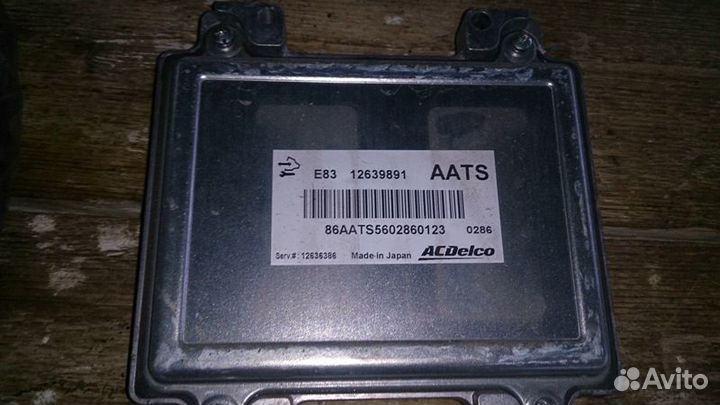 E83 12639891 AATS
86AATS5602860123 0286
Serv.#: 12636386 Made in Japan ACDelco
Avito